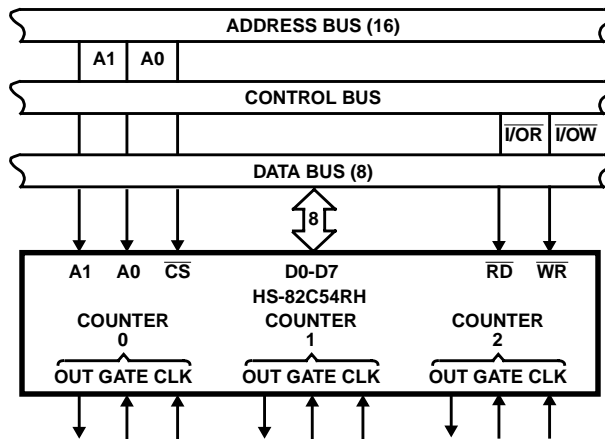 ADDRESS BUS (16)
A1 A0
CONTROL BUS
I/OR I/OW
DATA BUS (8)
8
A1 A0 CS D0-D7 RD WR
HS-82C54RH
COUNTER COUNTER COUNTER
0 1 2
OUT GATE CLK OUT GATE CLK OUT GATE CLK